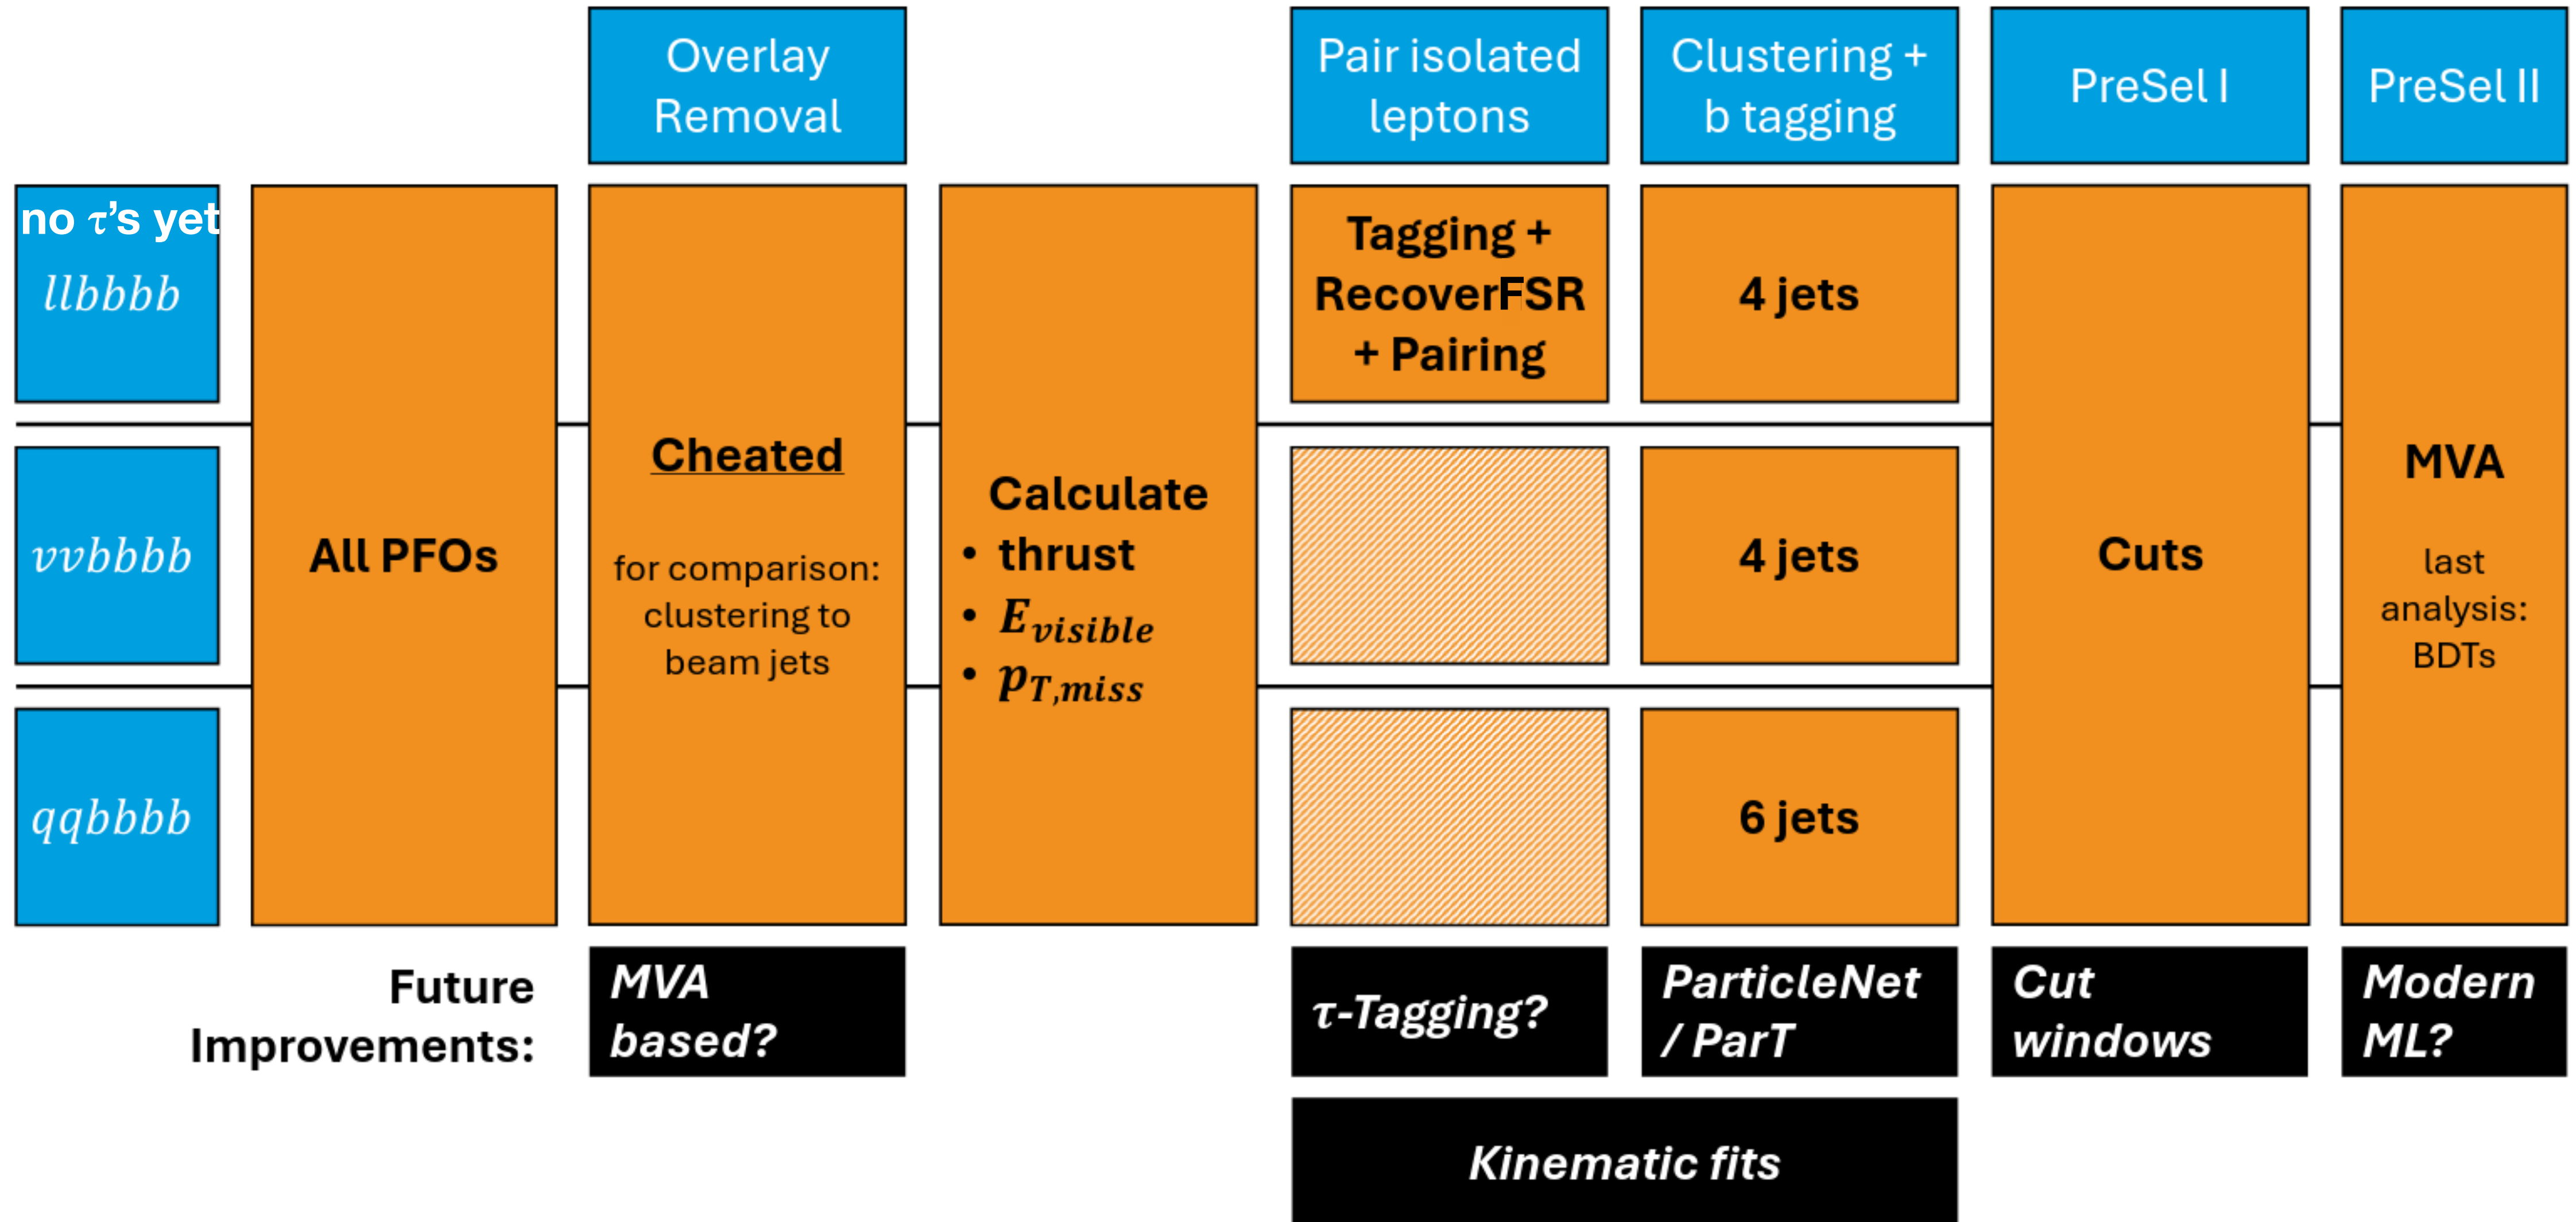 Overlay
Removal
Pair isolated
leptons
Clustering +
b tagging
PreSel I
PreSel II
no τ's yet
llbbbb
ννbbbb
qqbbbb
All PFOs
Cheated
for comparison:
clustering to
beam jets
Calculate
• thrust
• E_visible
• p_T,miss
Tagging +
RecoverFSR
+ Pairing
4 jets
4 jets
6 jets
Cuts
MVA
last
analysis:
BDTs
Future
Improvements:
MVA
based?
τ-Tagging?
ParticleNet
/ ParT
Cut
windows
Modern
ML?
Kinematic fits